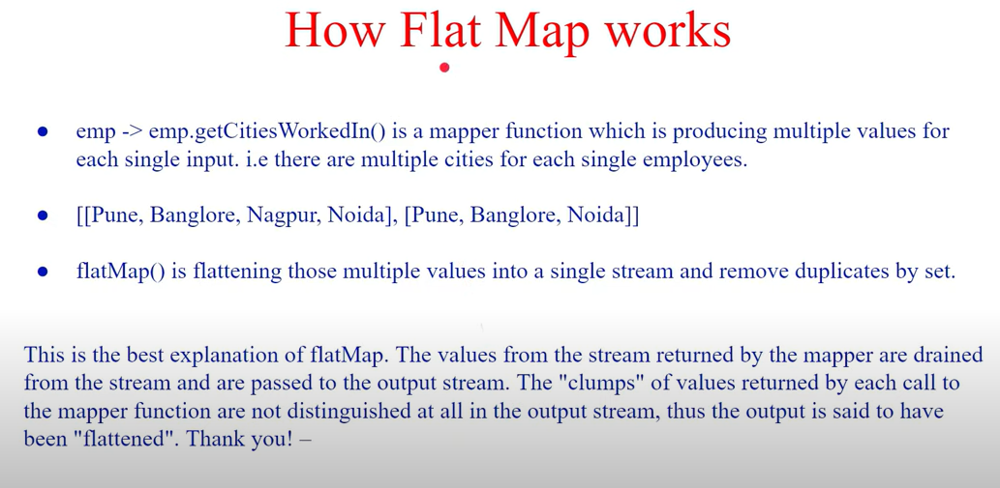 How Flat Map works
● emp -> emp.getCitiesWorkedIn() is a mapper function which is producing multiple values for
each single input. i.e there are multiple cities for each single employees.
● [[Pune, Banglore, Nagpur, Noida], [Pune, Banglore, Noida]]
● flatMap() is flattening those multiple values into a single stream and remove duplicates by set.
This is the best explanation of flatMap. The values from the stream returned by the mapper are drained
from the stream and are passed to the output stream. The "clumps" of values returned by each call to
the mapper function are not distinguished at all in the output stream, thus the output is said to have
been "flattened". Thank you! –